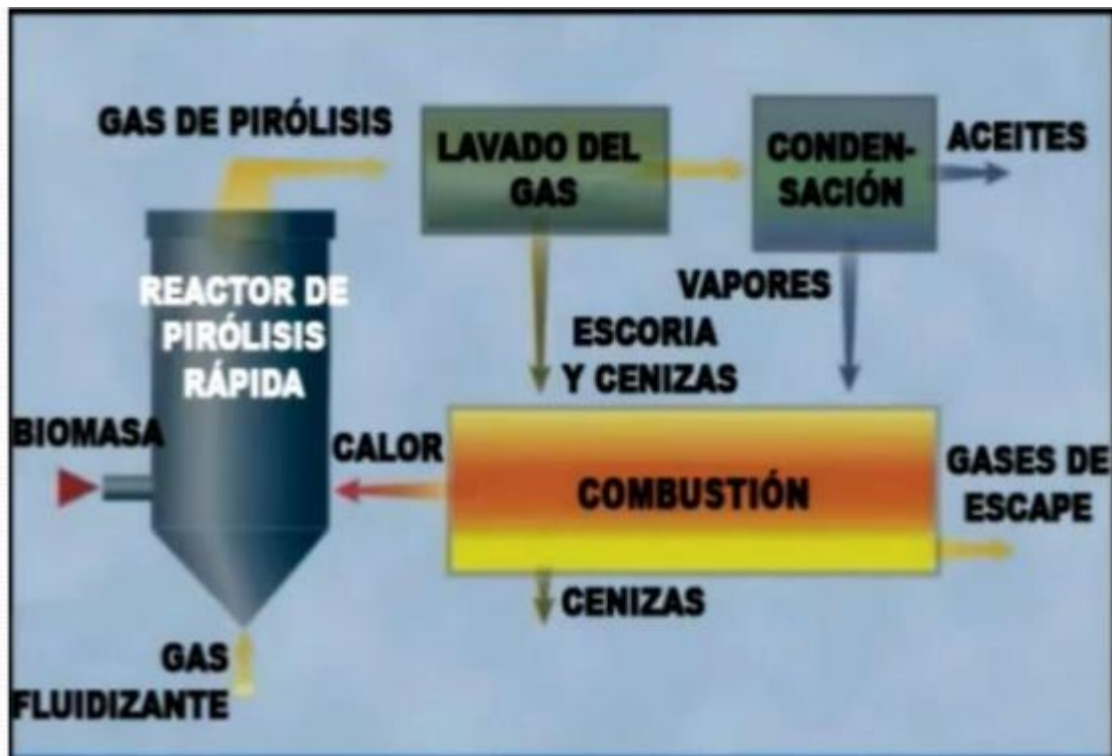 GAS DE PIRÓLISIS
LAVADO DEL
GAS
CONDEN-
SACIÓN
ACEITES
REACTOR DE
PIRÓLISIS
RÁPIDA
VAPORES
ESCORIA
Y CENIZAS
BIOMASA
CALOR
COMBUSTIÓN
GASES DE
ESCAPE
CENIZAS
GAS
FLUIDIZANTE